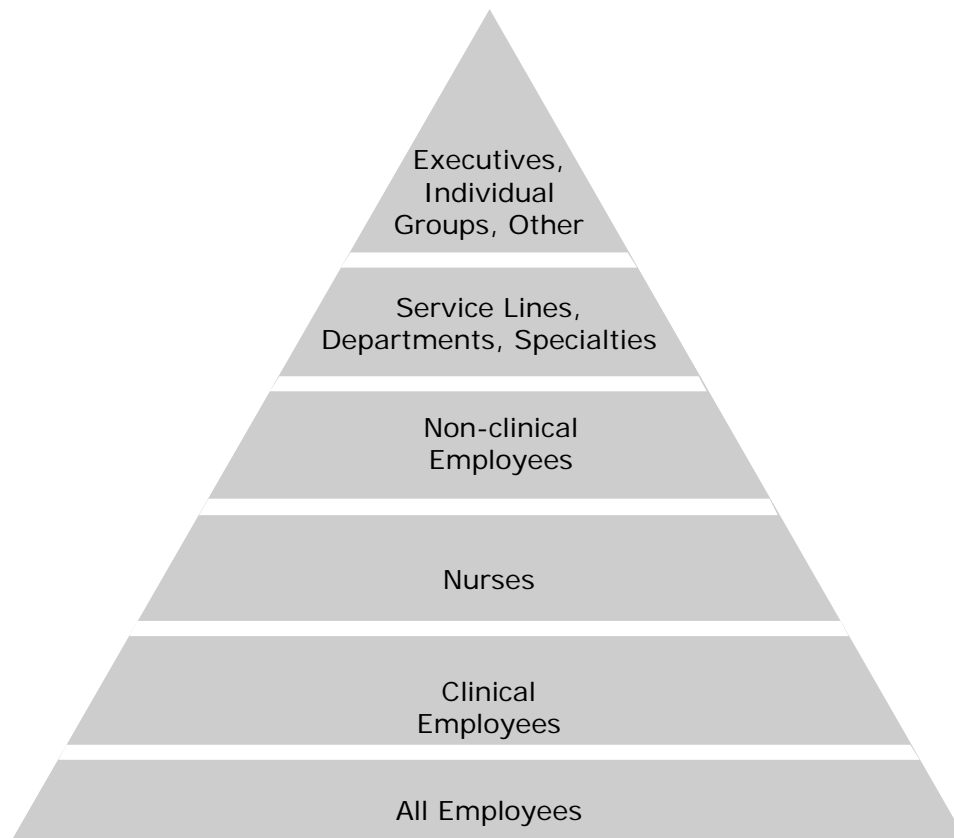 Executives,
Individual
Groups, Other
Service Lines,
Departments, Specialties
Non-clinical
Employees
Nurses
Clinical
Employees
All Employees